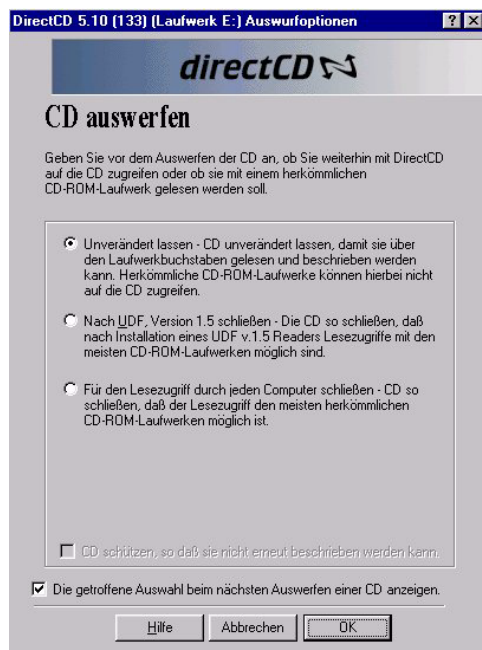 DirectCD 5.10 (133) (Laufwerk E:) Auswurfoptionen
directCD
CD auswerfen
Geben Sie vor dem Auswerfen der CD an, ob Sie weiterhin mit DirectCD
auf die CD zugreifen oder ob sie mit einem herkömmlichen
CD-ROM-Laufwerk gelesen werden soll.
Unverändert lassen - CD unverändert lassen, damit sie über
den Laufwerkbuchstaben gelesen und beschrieben werden
kann. Herkömmliche CD-ROM-Laufwerke können hierbei nicht
auf die CD zugreifen.
Nach UDF, Version 1.5 schließen - Die CD so schließen, daß
nach Installation eines UDF v.1.5 Readers Lesezugriffe mit den
meisten CD-ROM-Laufwerken möglich sind.
Für den Lesezugriff durch jeden Computer schließen - CD so
schließen, daß der Lesezugriff den meisten herkömmlichen
CD-ROM-Laufwerken möglich ist.
CD schützen, so daß sie nicht erneut beschrieben werden kann.
Die getroffene Auswahl beim nächsten Auswerfen einer CD anzeigen.
Hilfe Abbrechen OK